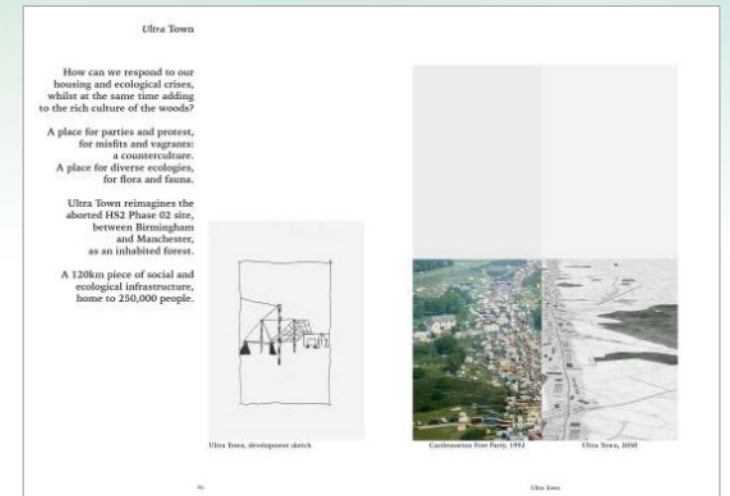 Ultra Town
How can we respond to our
housing and ecological crises,
whilst at the same time adding
to the rich culture of the woods?
A place for parties and protest,
for misfits and vagrants:
a counterculture.
A place for diverse ecologies,
for flora and fauna.
Ultra Town reimagines the
aborted HS2 Phase 02 site,
between Birmingham
and Manchester,
as an inhabited forest.
A 120km piece of social and
ecological infrastructure,
home to 250,000 people.
Ultra Town, development sketch
Castlemorton Free Party, 1992
Ultra Town, 2050
Ultra Town